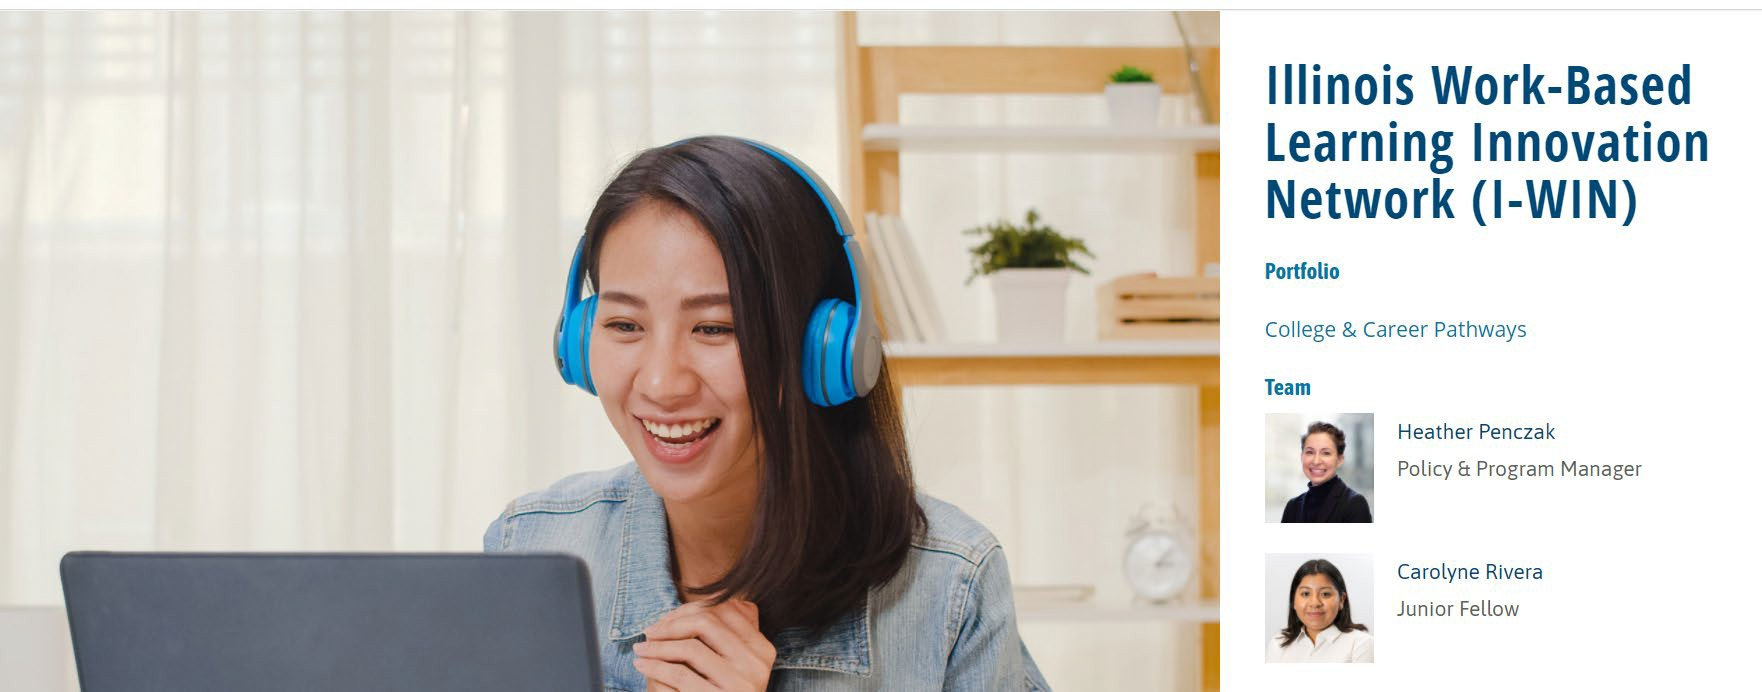 Illinois Work-Based
Learning Innovation
Network (I-WIN)
Portfolio
College & Career Pathways
Team
Heather Penczak
Policy & Program Manager
Carolyne Rivera
Junior Fellow